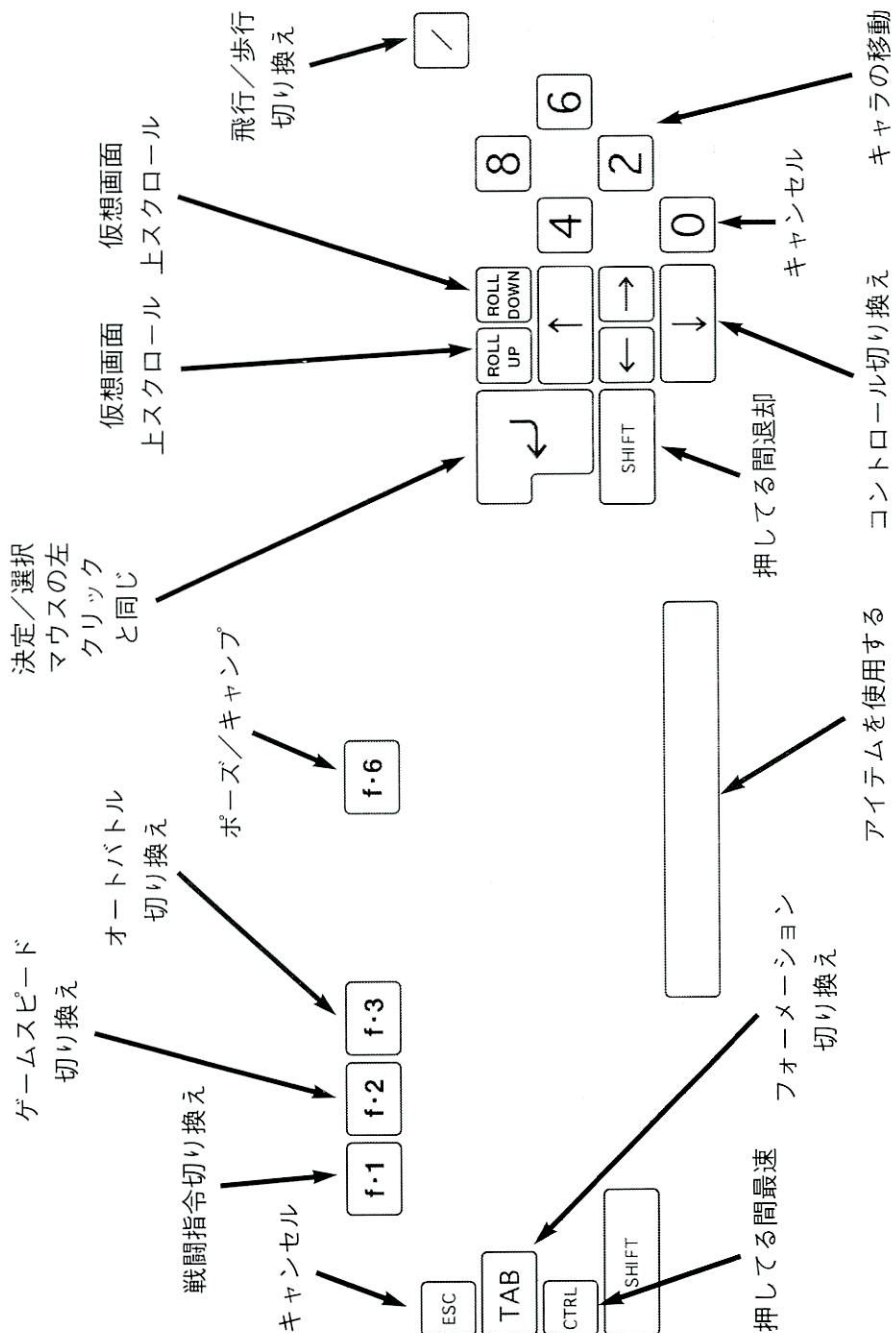 キャンセル
戦闘指令切り換え
ゲームスピード
切り換え
オートバトル
切り換え
ポーズ／キャンプ
決定／選択
マウスの左
クリック
と同じ
仮想画面
上スクロール
仮想画面
上スクロール
飛行／歩行
切り換え
f・1
f・2
f・3
f・6
ESC
TAB
CTRL
SHIFT
↲
SHIFT
ROLL
UP
ROLL
DOWN
↑
←
→
↓
／
8
4
6
2
0
押してる間最速
フォーメーション
切り換え
アイテムを使用する
押してる間退却
コントロール切り換え
キャンセル
キャラの移動